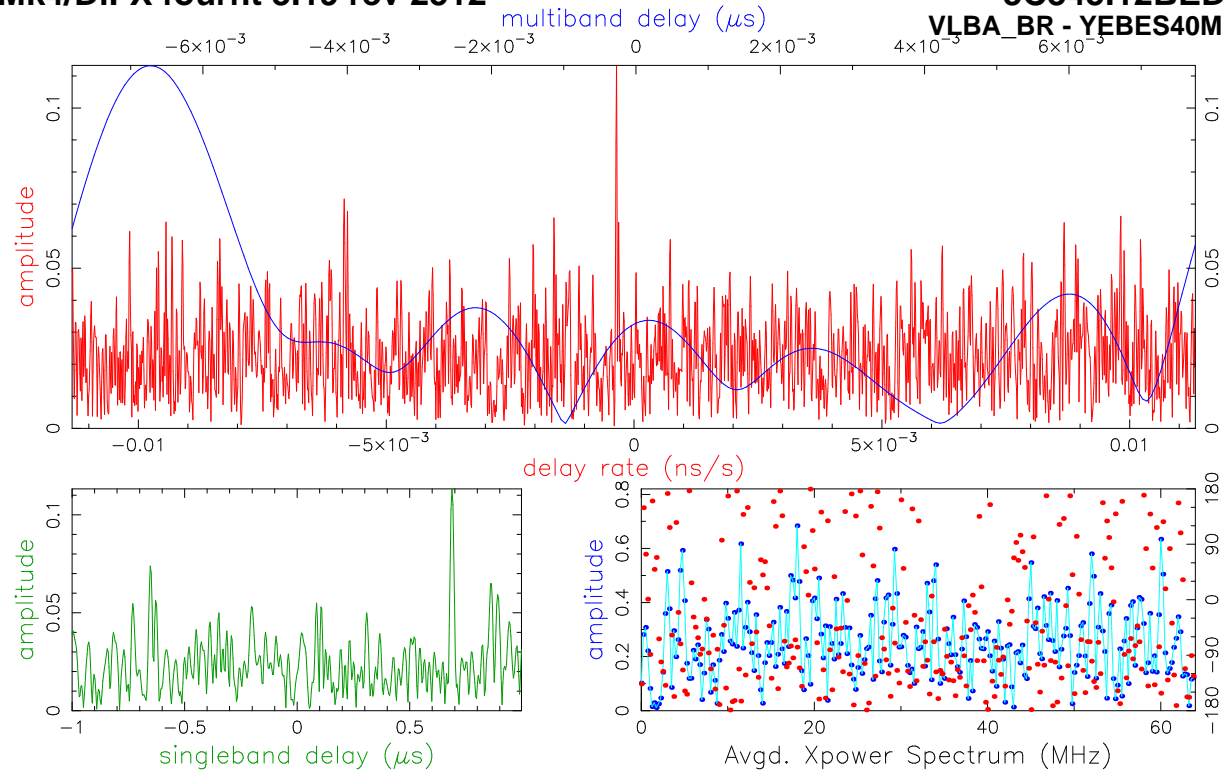 multiband delay (μs)
VLBA_BR - YEBES40M
−6×10⁻³ −4×10⁻³ −2×10⁻³ 0 2×10⁻³ 4×10⁻³ 6×10⁻³
amplitude
0 0.05 0.1
0 0.05 0.1
−0.01 −5×10⁻³ 0 5×10⁻³ 0.01
delay rate (ns/s)
amplitude
0 0.05 0.1
−1 −0.5 0 0.5
singleband delay (μs)
amplitude
0 0.2 0.4 0.6 0.8
−180 −90 0 90 180
0 20 40 60
Avgd. Xpower Spectrum (MHz)